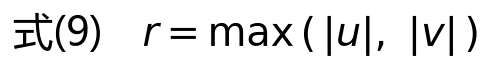 式(9) r = max ( |u|, |v| )